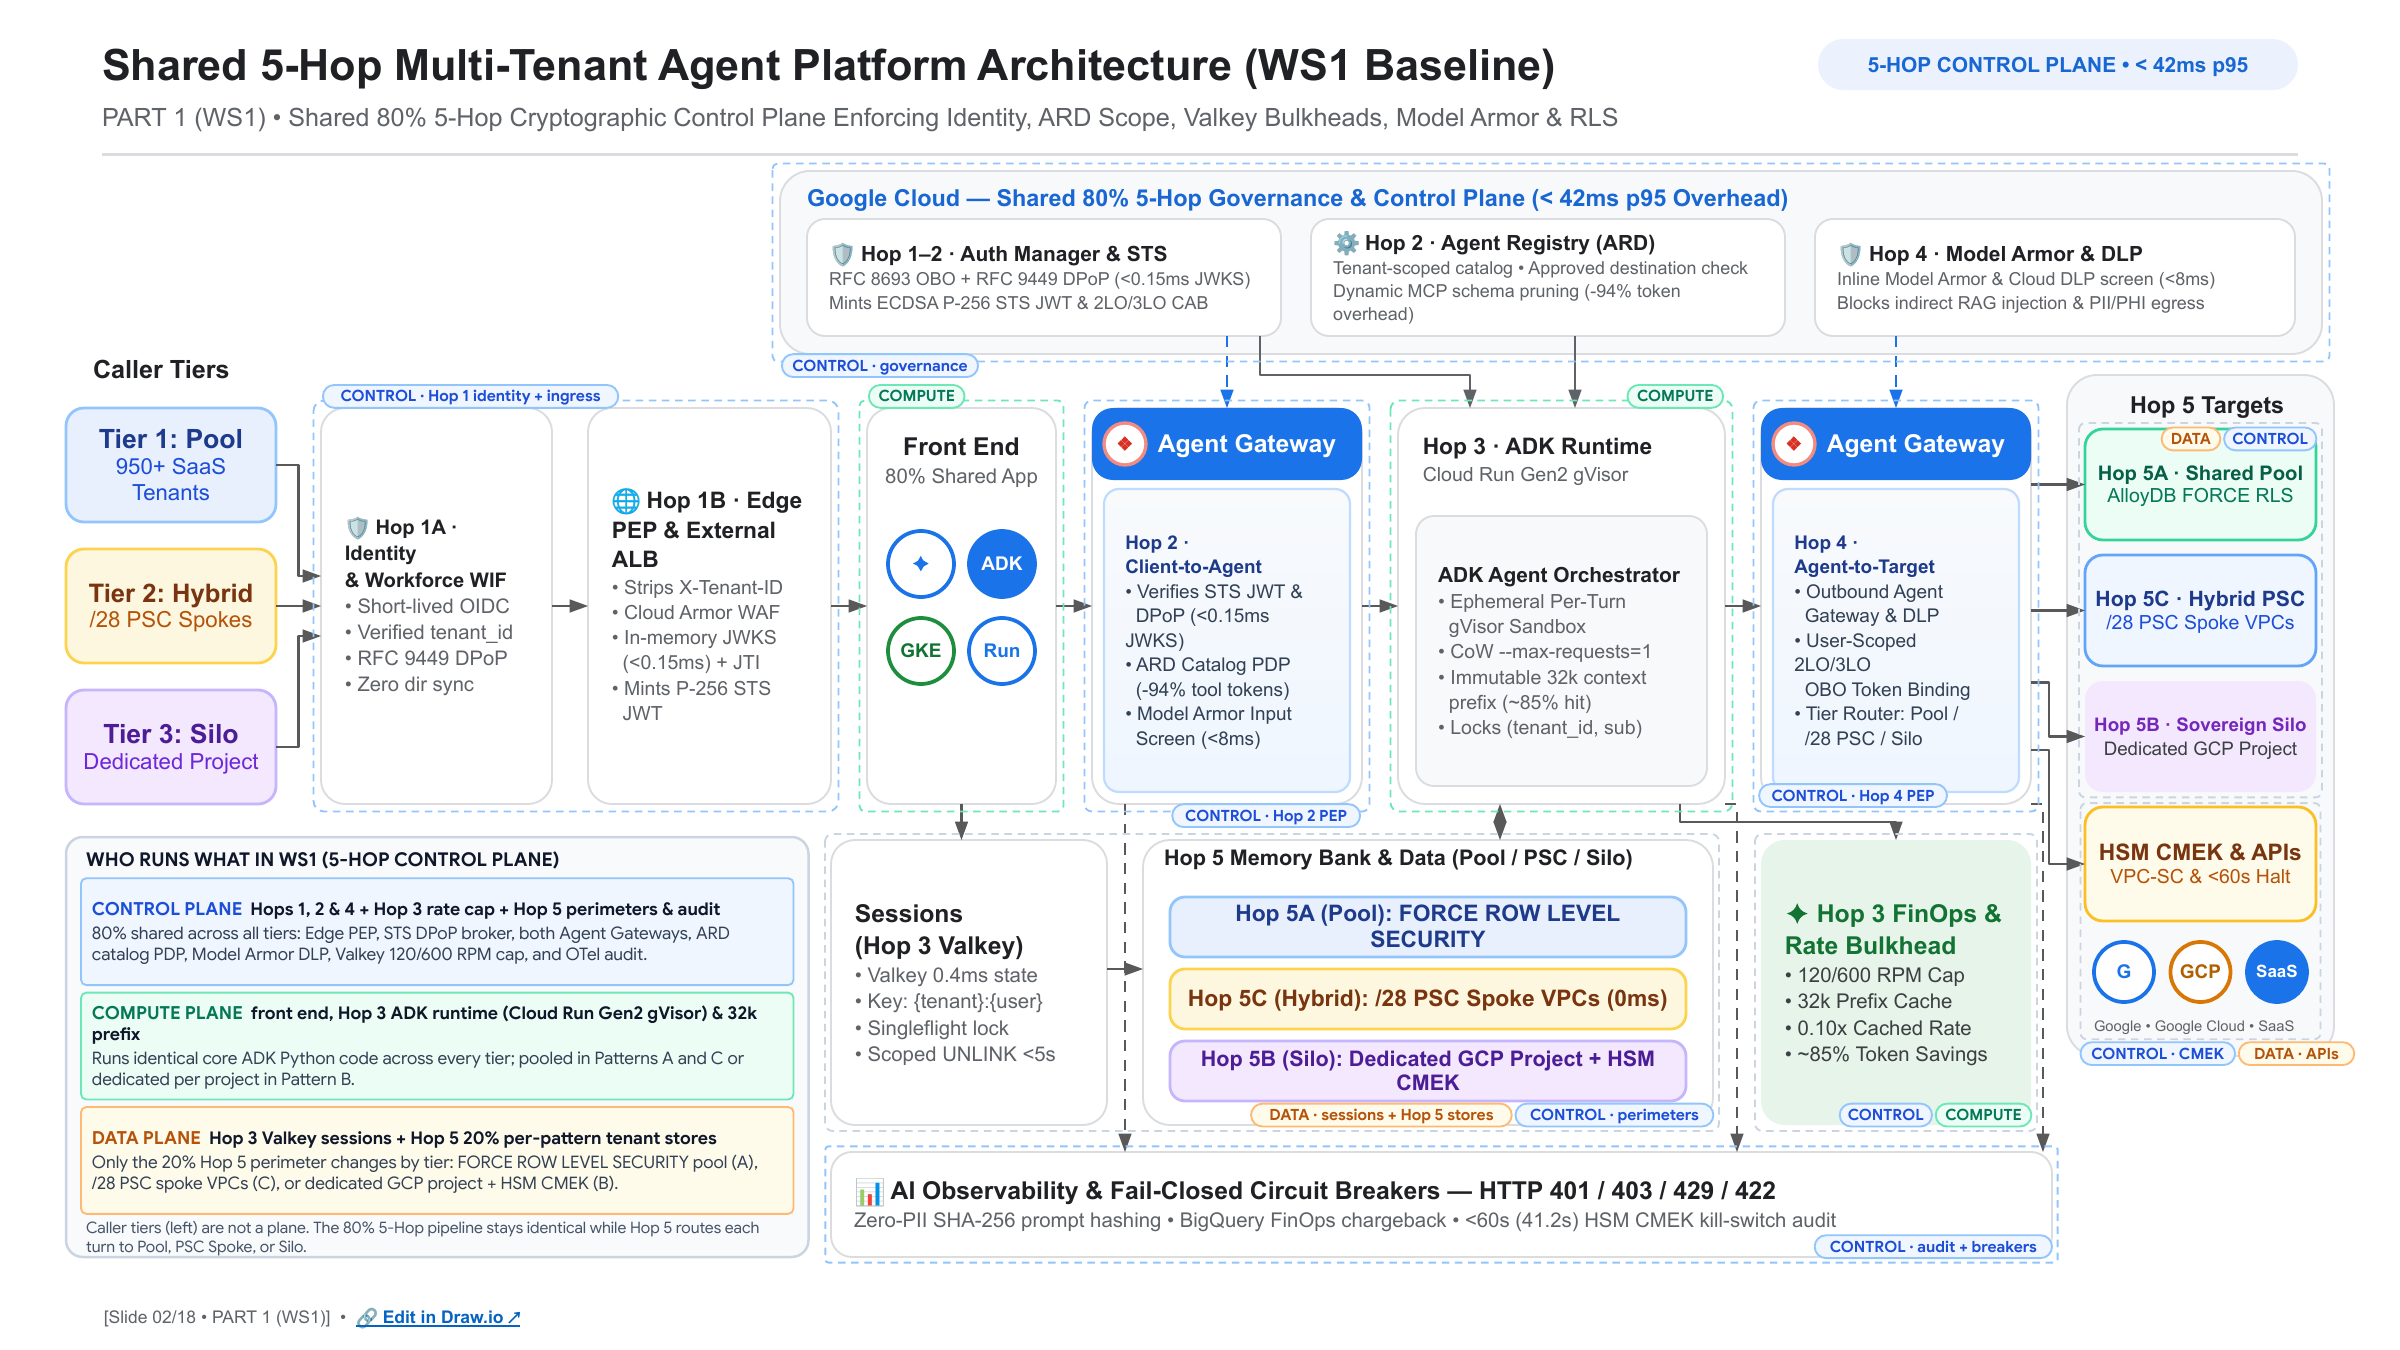 Shared 5-Hop Multi-Tenant Agent Platform Architecture (WS1 Baseline)
5-HOP CONTROL PLANE • < 42ms p95
PART 1 (WS1) • Shared 80% 5-Hop Cryptographic Control Plane Enforcing Identity, ARD Scope, Valkey Bulkheads, Model Armor & RLS
Google Cloud — Shared 80% 5-Hop Governance & Control Plane (< 42ms p95 Overhead)
🛡️ Hop 1–2 · Auth Manager & STS
RFC 8693 OBO + RFC 9449 DPoP (<0.15ms JWKS)
Mints ECDSA P-256 STS JWT & 2LO/3LO CAB
⚙️ Hop 2 · Agent Registry (ARD)
Tenant-scoped catalog • Approved destination check
Dynamic MCP schema pruning (-94% token
overhead)
🛡️ Hop 4 · Model Armor & DLP
Inline Model Armor & Cloud DLP screen (<8ms)
Blocks indirect RAG injection & PII/PHI egress
CONTROL · governance
Caller Tiers
Tier 1: Pool
950+ SaaS
Tenants
Tier 2: Hybrid
/28 PSC Spokes
Tier 3: Silo
Dedicated Project
CONTROL · Hop 1 identity + ingress
🛡️ Hop 1A ·
Identity
& Workforce WIF
• Short-lived OIDC
• Verified tenant_id
• RFC 9449 DPoP
• Zero dir sync
🌐 Hop 1B · Edge
PEP & External
ALB
• Strips X-Tenant-ID
• Cloud Armor WAF
• In-memory JWKS
(<0.15ms) + JTI
• Mints P-256 STS
JWT
COMPUTE
Front End
80% Shared App
✦
ADK
GKE
Run
Agent Gateway
Hop 2 ·
Client-to-Agent
• Verifies STS JWT &
DPoP (<0.15ms
JWKS)
• ARD Catalog PDP
(-94% tool tokens)
• Model Armor Input
Screen (<8ms)
CONTROL · Hop 2 PEP
COMPUTE
Hop 3 · ADK Runtime
Cloud Run Gen2 gVisor
ADK Agent Orchestrator
• Ephemeral Per-Turn
gVisor Sandbox
• CoW --max-requests=1
• Immutable 32k context
prefix (~85% hit)
• Locks (tenant_id, sub)
Agent Gateway
Hop 4 ·
Agent-to-Target
• Outbound Agent
Gateway & DLP
• User-Scoped
2LO/3LO
OBO Token Binding
• Tier Router: Pool /
/28 PSC / Silo
CONTROL · Hop 4 PEP
Hop 5 Targets
DATA
CONTROL
Hop 5A · Shared Pool
AlloyDB FORCE RLS
Hop 5C · Hybrid PSC
/28 PSC Spoke VPCs
Hop 5B · Sovereign Silo
Dedicated GCP Project
HSM CMEK & APIs
VPC-SC & <60s Halt
G
GCP
SaaS
Google • Google Cloud • SaaS
CONTROL · CMEK
DATA · APIs
WHO RUNS WHAT IN WS1 (5-HOP CONTROL PLANE)
CONTROL PLANE Hops 1, 2 & 4 + Hop 3 rate cap + Hop 5 perimeters & audit
80% shared across all tiers: Edge PEP, STS DPoP broker, both Agent Gateways, ARD
catalog PDP, Model Armor DLP, Valkey 120/600 RPM cap, and OTel audit.
COMPUTE PLANE front end, Hop 3 ADK runtime (Cloud Run Gen2 gVisor) & 32k
prefix
Runs identical core ADK Python code across every tier; pooled in Patterns A and C or
dedicated per project in Pattern B.
DATA PLANE Hop 3 Valkey sessions + Hop 5 20% per-pattern tenant stores
Only the 20% Hop 5 perimeter changes by tier: FORCE ROW LEVEL SECURITY pool (A),
/28 PSC spoke VPCs (C), or dedicated GCP project + HSM CMEK (B).
Caller tiers (left) are not a plane. The 80% 5-Hop pipeline stays identical while Hop 5 routes each
turn to Pool, PSC Spoke, or Silo.
Sessions
(Hop 3 Valkey)
• Valkey 0.4ms state
• Key: {tenant}:{user}
• Singleflight lock
• Scoped UNLINK <5s
Hop 5 Memory Bank & Data (Pool / PSC / Silo)
Hop 5A (Pool): FORCE ROW LEVEL
SECURITY
Hop 5C (Hybrid): /28 PSC Spoke VPCs (0ms)
Hop 5B (Silo): Dedicated GCP Project + HSM
CMEK
DATA · sessions + Hop 5 stores
CONTROL · perimeters
✦ Hop 3 FinOps &
Rate Bulkhead
• 120/600 RPM Cap
• 32k Prefix Cache
• 0.10x Cached Rate
• ~85% Token Savings
CONTROL
COMPUTE
📊 AI Observability & Fail-Closed Circuit Breakers — HTTP 401 / 403 / 429 / 422
Zero-PII SHA-256 prompt hashing • BigQuery FinOps chargeback • <60s (41.2s) HSM CMEK kill-switch audit
CONTROL · audit + breakers
[Slide 02/18 • PART 1 (WS1)] • 🔗 Edit in Draw.io ↗